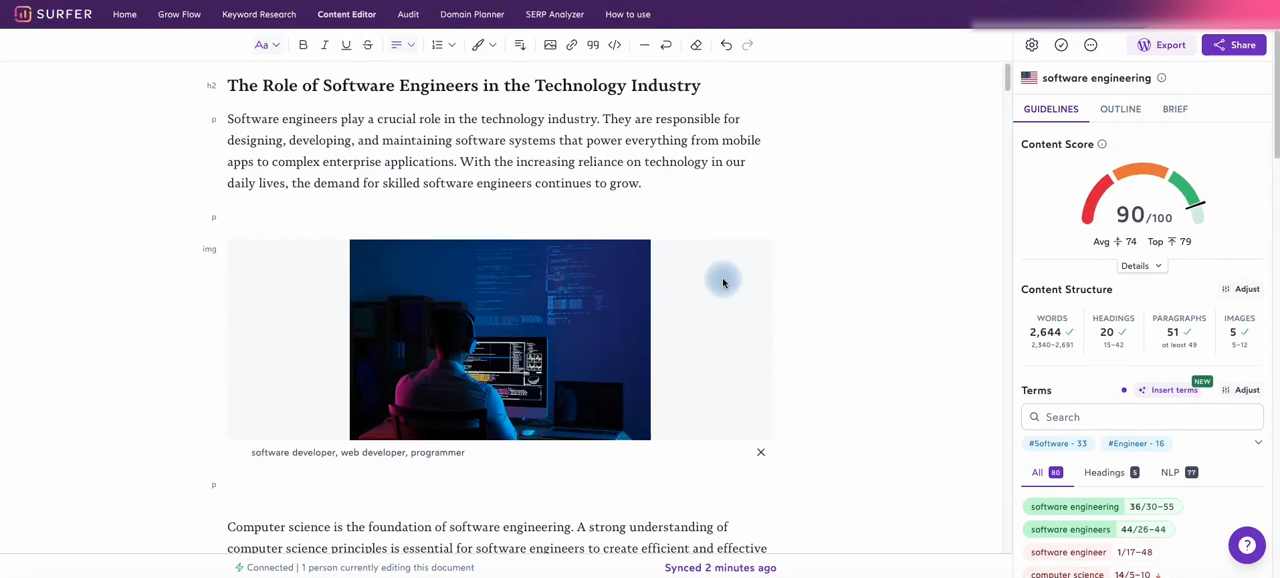 SURFER Home Grow Flow Keyword Research Content Editor Audit Domain Planner SERP Analyzer How to use
Aa
Export Share
h2 The Role of Software Engineers in the Technology Industry
p Software engineers play a crucial role in the technology industry. They are responsible for
designing, developing, and maintaining software systems that power everything from mobile
apps to complex enterprise applications. With the increasing reliance on technology in our
daily lives, the demand for skilled software engineers continues to grow.
p
img
software developer, web developer, programmer
p
Computer science is the foundation of software engineering. A strong understanding of
computer science principles is essential for software engineers to create efficient and effective
Connected | 1 person currently editing this document Synced 2 minutes ago
software engineering
GUIDELINES OUTLINE BRIEF
Content Score
90/100
Avg 74 Top 79
Details
Content Structure Adjust
WORDS HEADINGS PARAGRAPHS IMAGES
2,644 20 51 5
2,340–2,691 15–42 at least 49 5–12
NEW
Terms Insert terms Adjust
Search
#Software - 33 #Engineer - 16
All 80 Headings 5 NLP 77
software engineering 36/30–55
software engineers 44/26–44
software engineer 1/17–48
computer science 14/5–10